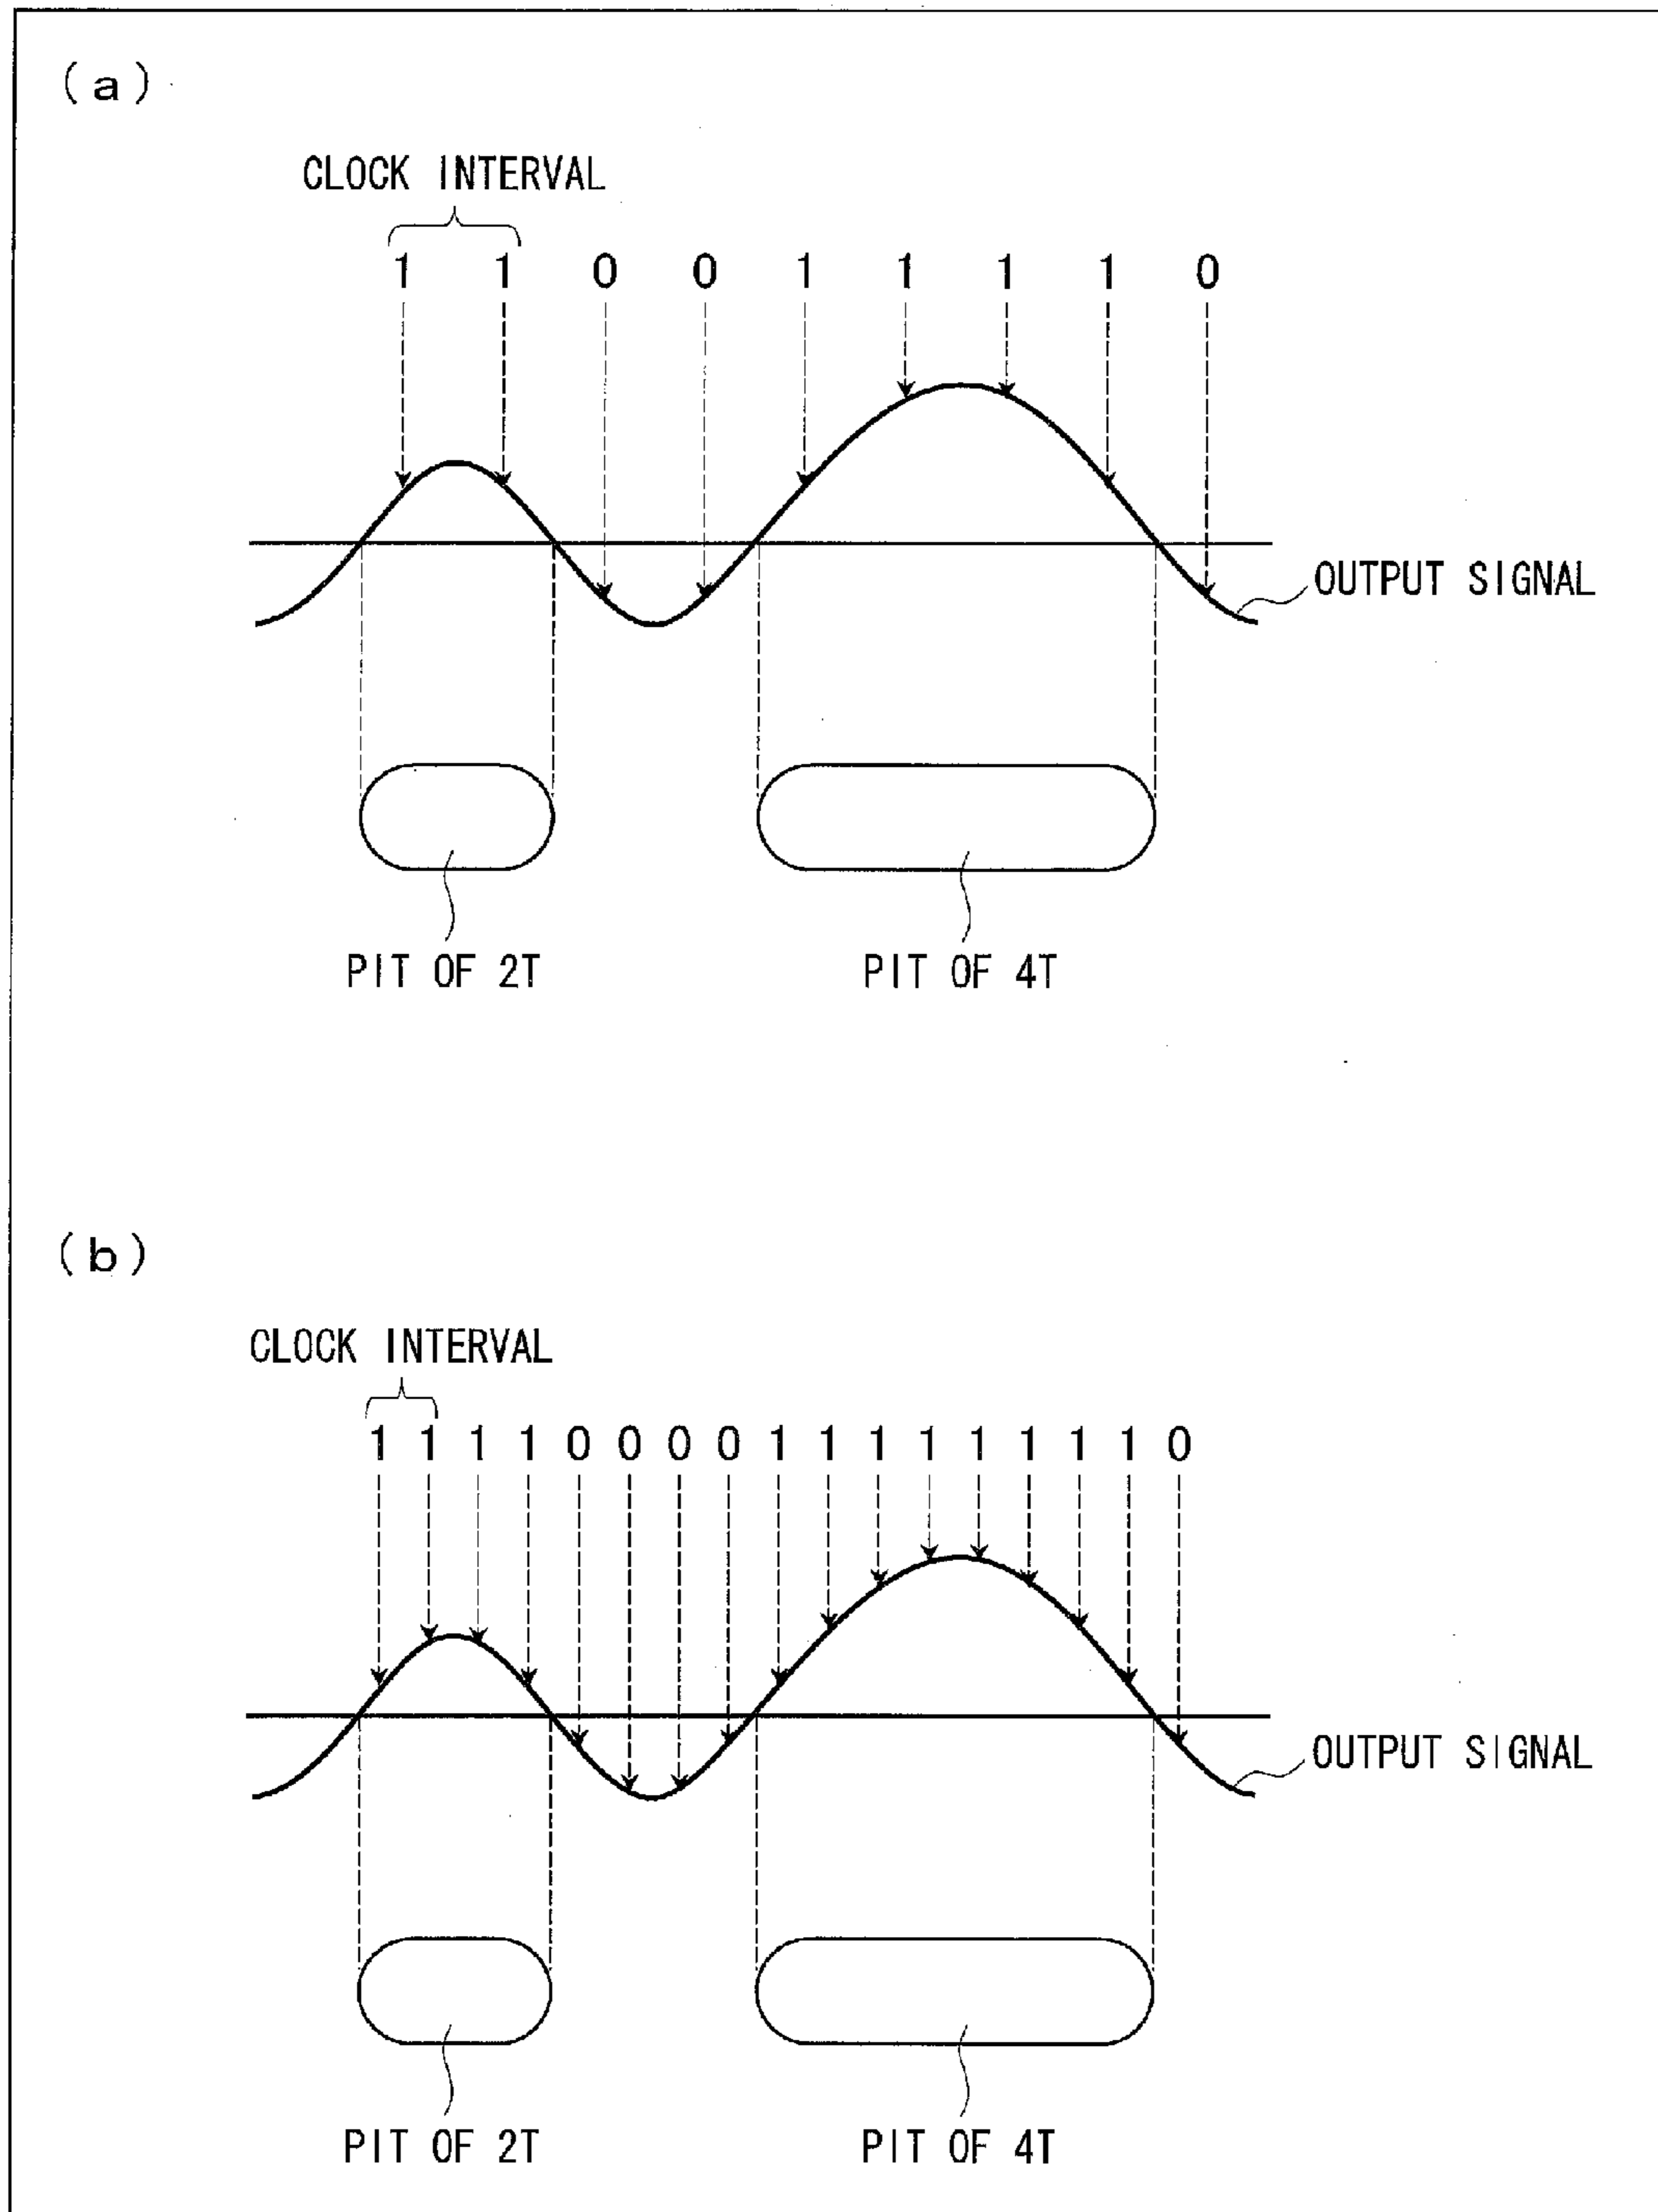 (a)
CLOCK INTERVAL
1 1 0 0 1 1 1 1 0
OUTPUT SIGNAL
PIT OF 2T PIT OF 4T
(b)
CLOCK INTERVAL
1 1 1 1 0 0 0 0 1 1 1 1 1 1 1 1 0
OUTPUT SIGNAL
PIT OF 2T PIT OF 4T